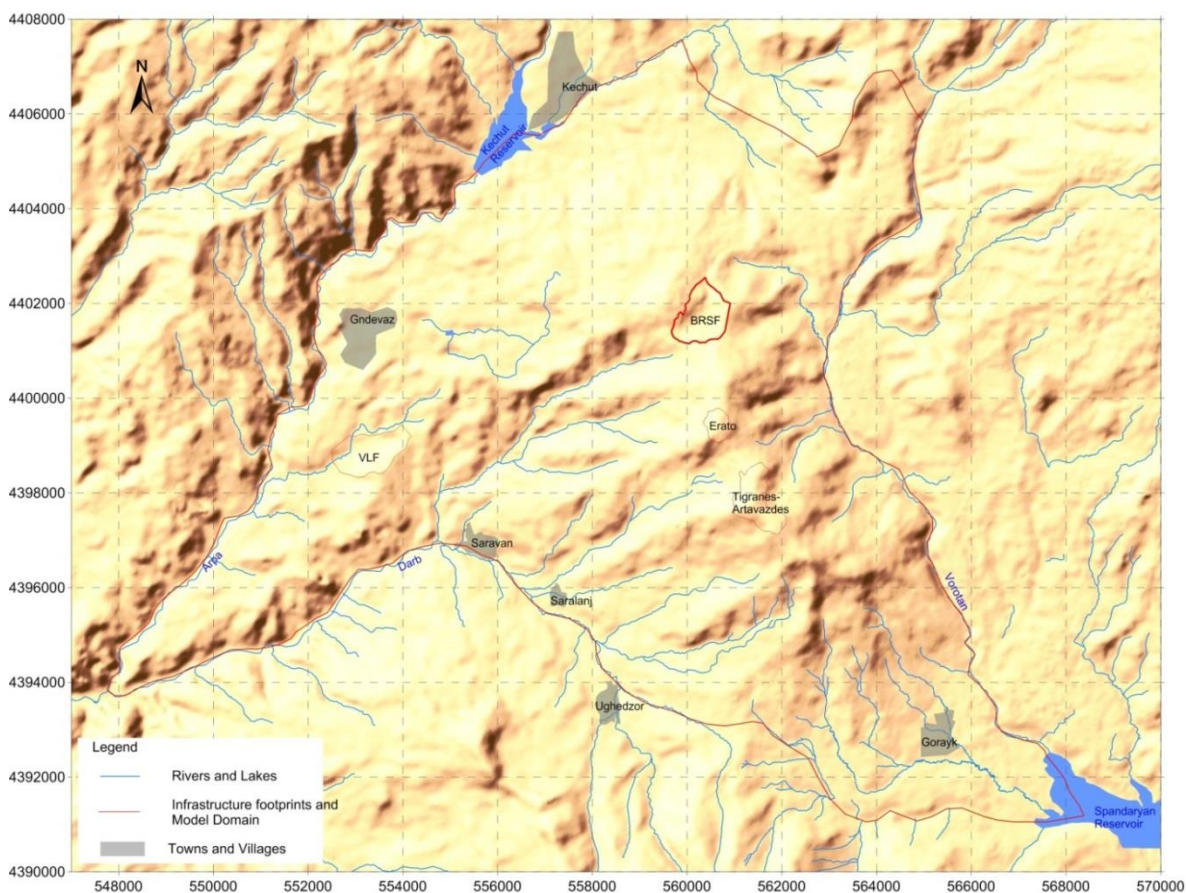 4408000
N
Kechut
4406000
Kechut
Reservoir
4404000
4402000
Gndevaz
BRSF
4400000
Erato
VLF
4398000
Tigranes-
Artavazdes
Saravan
Arpa
Darb
4396000
Saralanj
Vorotan
4394000
Ughedzor
Gorayk
Legend
Rivers and Lakes
4392000
Infrastructure footprints and
Model Domain
Spandaryan
Reservoir
Towns and Villages
4390000
548000 550000 552000 554000 556000 558000 560000 562000 564000 566000 568000 570000